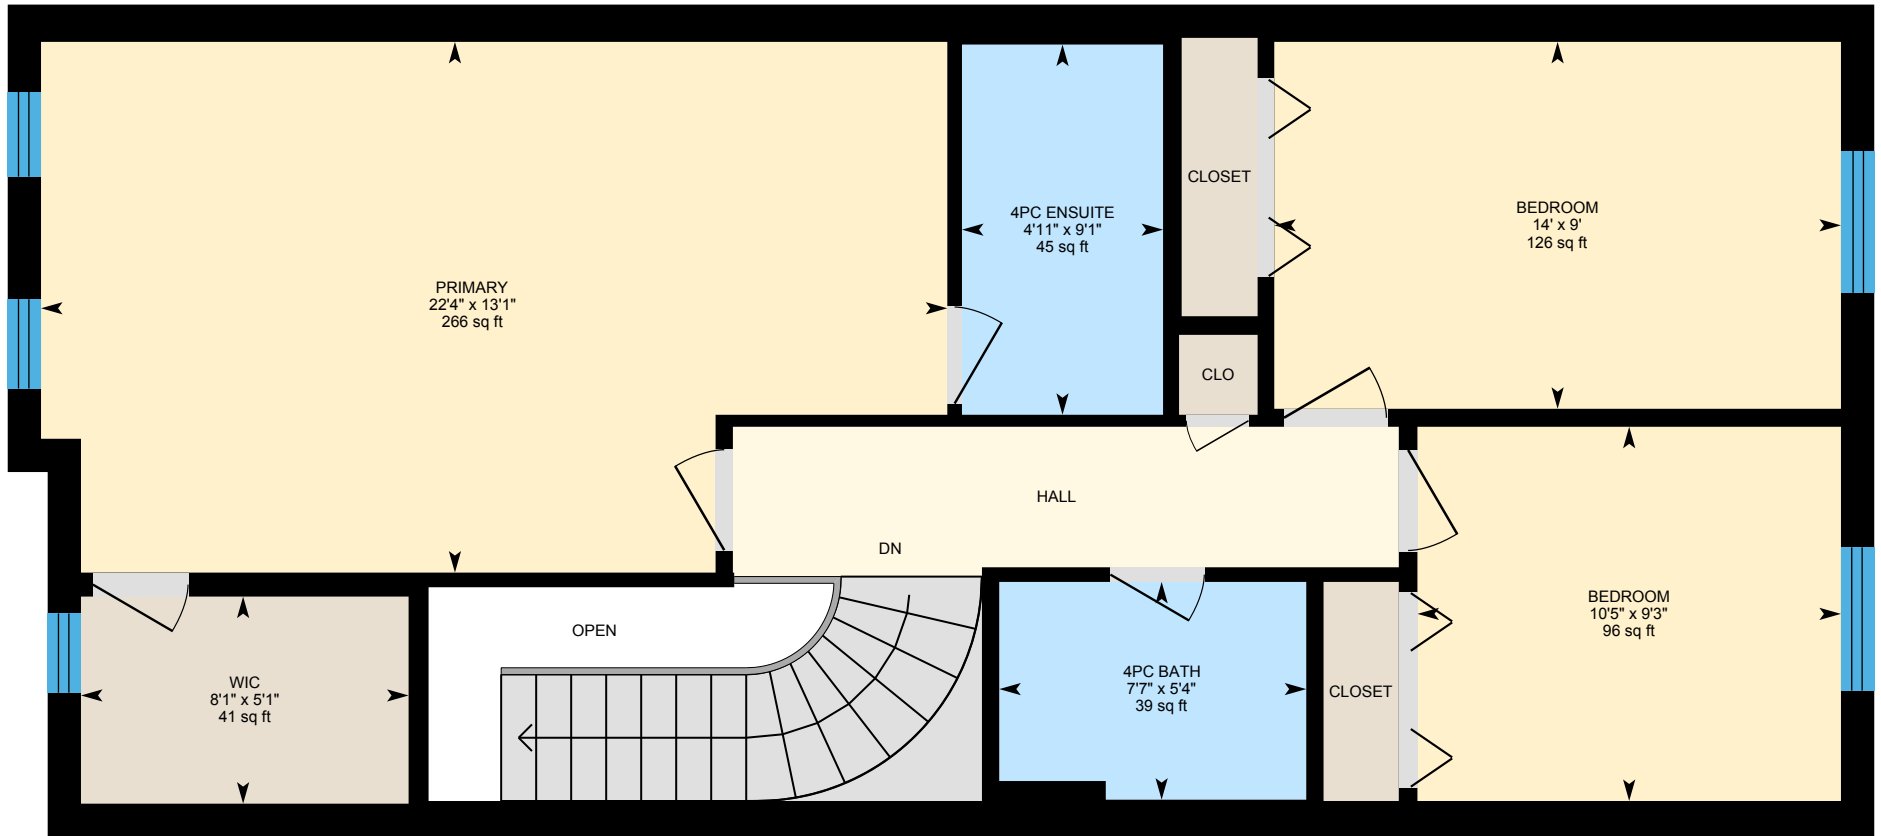 PRIMARY
22'4" x 13'1"
266 sq ft
4PC ENSUITE
4'11" x 9'1"
45 sq ft
CLOSET
CLO
BEDROOM
14' x 9'
126 sq ft
HALL
DN
OPEN
WIC
8'1" x 5'1"
41 sq ft
4PC BATH
7'7" x 5'4"
39 sq ft
CLOSET
BEDROOM
10'5" x 9'3"
96 sq ft